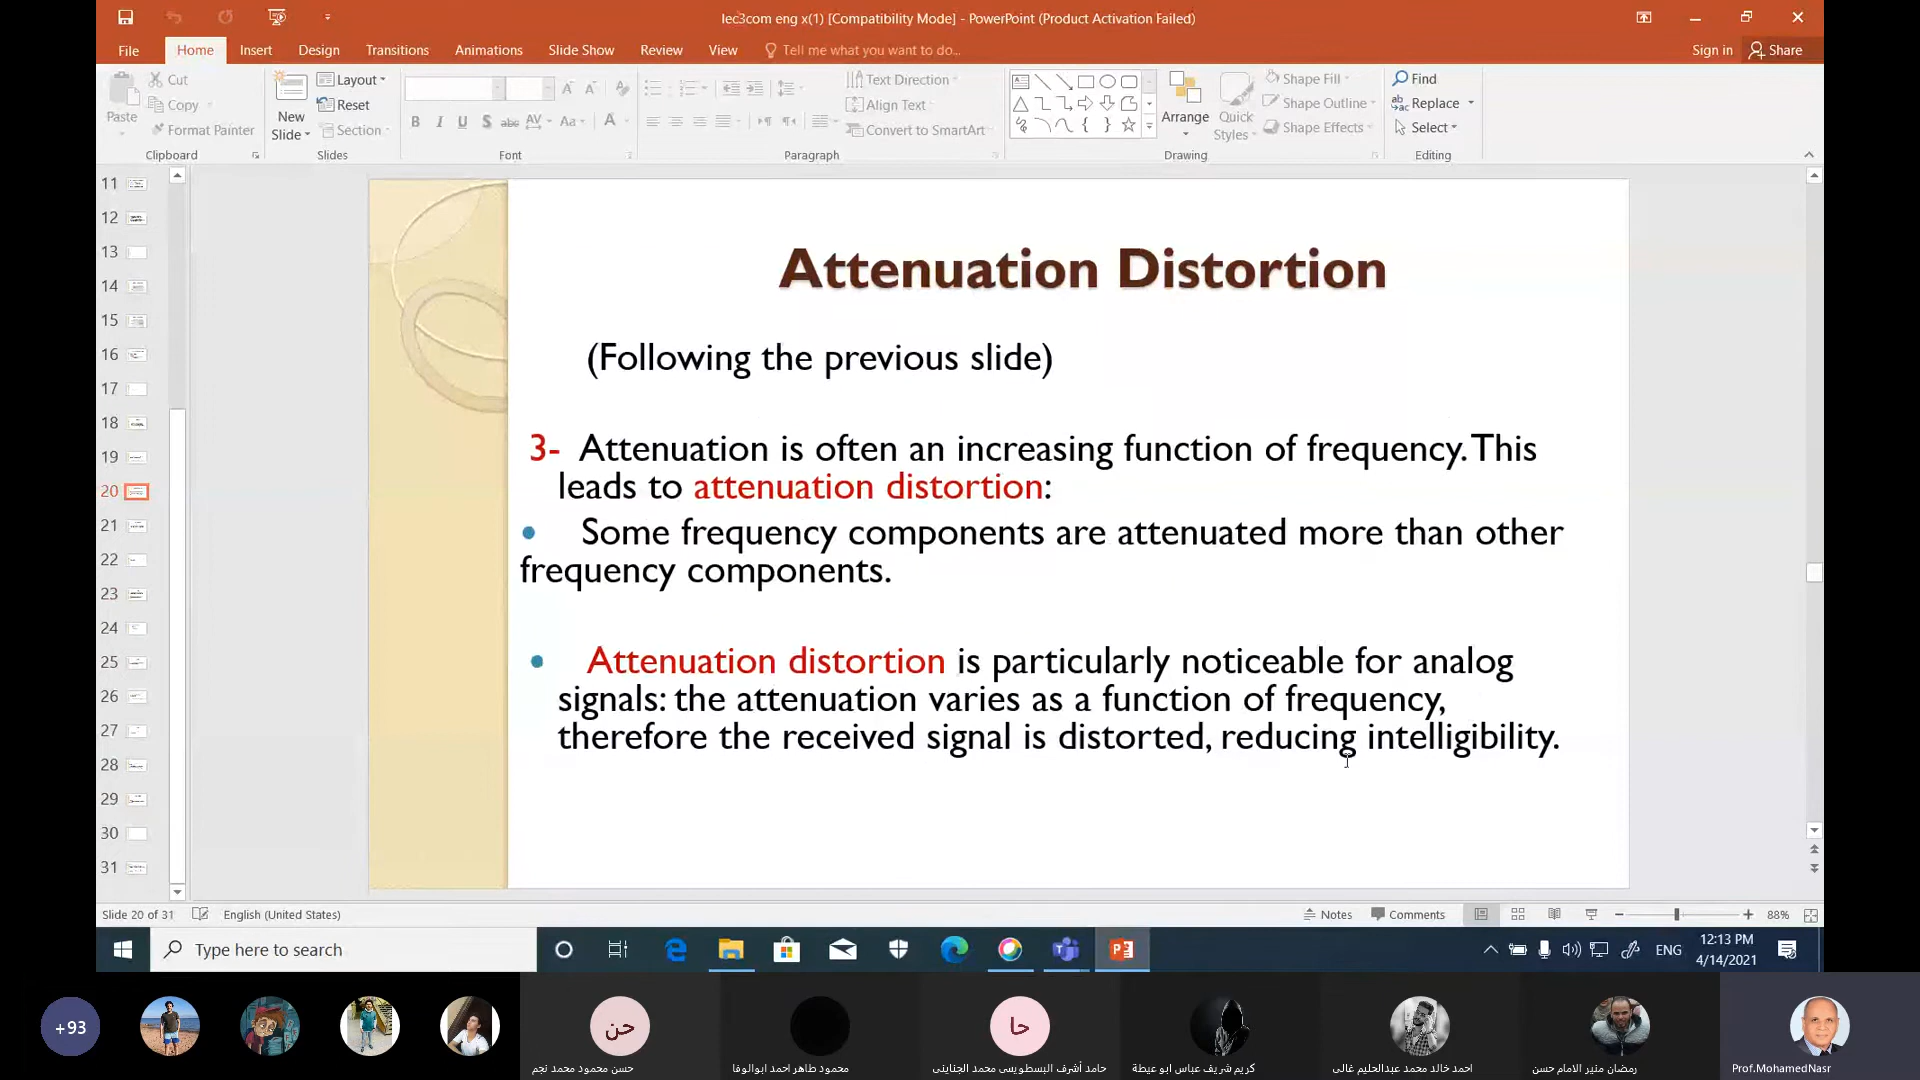 lec3com eng x(1) [Compatibility Mode] - PowerPoint (Product Activation Failed)
File Home Insert Design Transitions Animations Slide Show Review View Tell me what you want to do... Sign in Share
Paste
Cut
Copy
Format Painter
Clipboard
New
Slide
Layout
Reset
Section
Slides
B I U S abc AV Aa A
Font
Text Direction
Align Text
Convert to SmartArt
Paragraph
Arrange
Quick
Styles
Shape Fill
Shape Outline
Shape Effects
Drawing
Find
Replace
Select
Editing
11
12
13
14
15
16
17
18
19
20
21
22
23
24
25
26
27
28
29
30
31
Attenuation Distortion
(Following the previous slide)
3- Attenuation is often an increasing function of frequency. This
leads to attenuation distortion:
• Some frequency components are attenuated more than other
frequency components.
• Attenuation distortion is particularly noticeable for analog
signals: the attenuation varies as a function of frequency,
therefore the received signal is distorted, reducing intelligibility.
Slide 20 of 31 English (United States) Notes Comments 88%
Type here to search
ENG
12:13 PM
4/14/2021
+93
حن
حا
حسن محمود محمد نجم
محمود طاهر احمد ابوالوفا
حامد أشرف البسطويسى محمد الجناينى
كريم شريف عباس ابو عيطة
احمد خالد محمد عبدالحليم غالى
رمضان منير الامام حسن
Prof.MohamedNasr